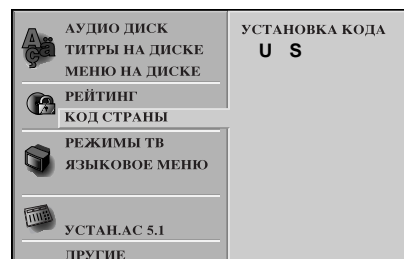 АУДИО ДИСК
ТИТРЫ НА ДИСКЕ
МЕНЮ НА ДИСКЕ
РЕЙТИНГ
КОД СТРАНЫ
РЕЖИМЫ ТВ
ЯЗЫКОВОЕ МЕНЮ
УСТАН.АС 5.1
ДРУГИЕ
УСТАНОВКА КОДА
U S